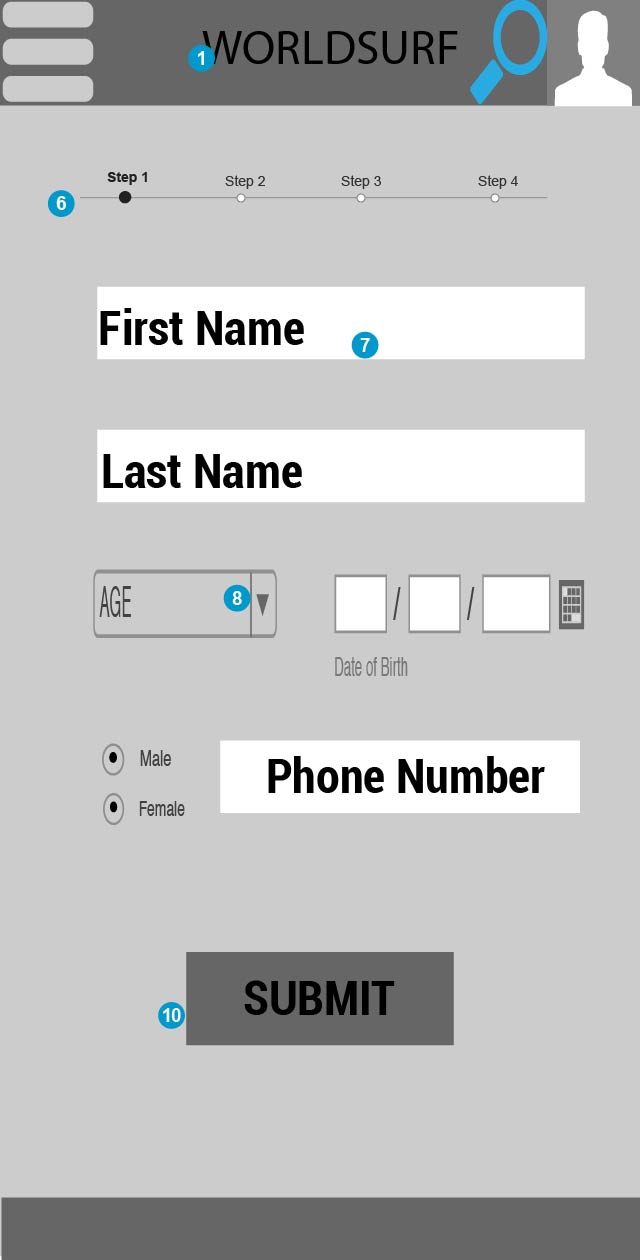 1 WORLDSURF
Step 1 Step 2 Step 3 Step 4
6
First Name
7
Last Name
AGE 8 / /
Date of Birth
Male
Phone Number
Female
SUBMIT
10